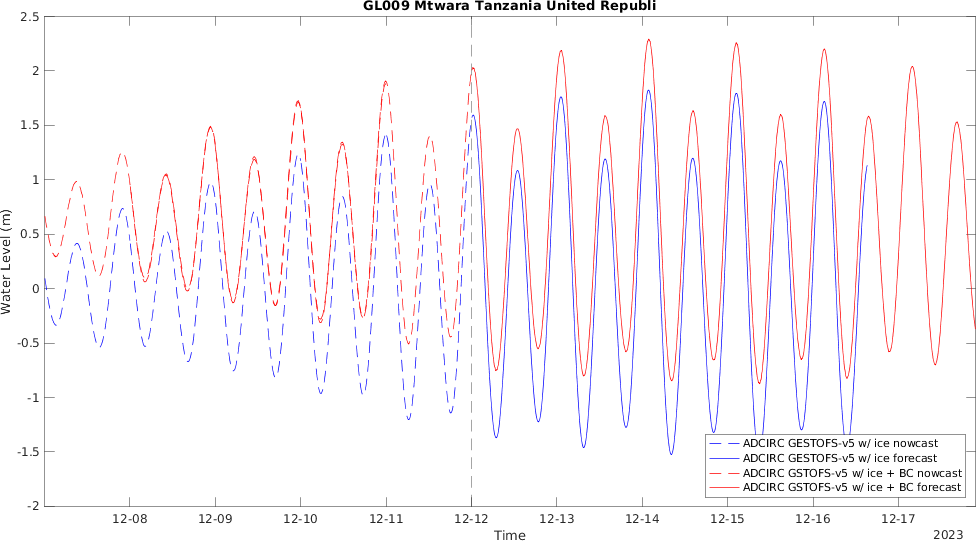 GL009 Mtwara Tanzania United Republi
2.5
2
1.5
1
0.5
0
-0.5
-1
-1.5
-2
Water Level (m)
ADCIRC GESTOFS-v5 w/ ice nowcast
ADCIRC GESTOFS-v5 w/ ice forecast
ADCIRC GSTOFS-v5 w/ ice + BC nowcast
ADCIRC GSTOFS-v5 w/ ice + BC forecast
12-08 12-09 12-10 12-11 12-12 12-13 12-14 12-15 12-16 12-17
Time
2023